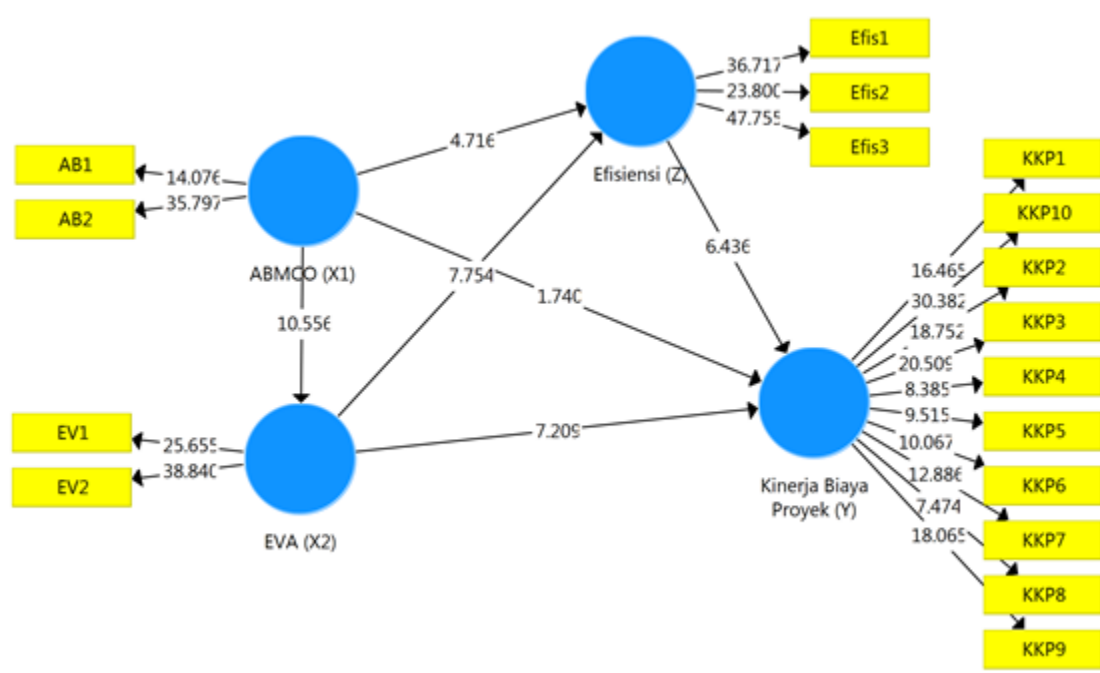 Efis1
36.717
23.800
Efis2
47.755
Efis3
AB1
14.076
35.797
AB2
4.716
Efisiensi (Z)
KKP1
KKP10
ABMCO (X1)
7.754
1.740
6.436
16.465
KKP2
30.382
10.556
18.752
KKP3
20.509
KKP4
8.385
9.515
KKP5
EV1
25.655
7.209
10.067
38.840
EV2
12.886
KKP6
Kinerja Biaya
Proyek (Y)
7.474
18.065
KKP7
EVA (X2)
KKP8
KKP9